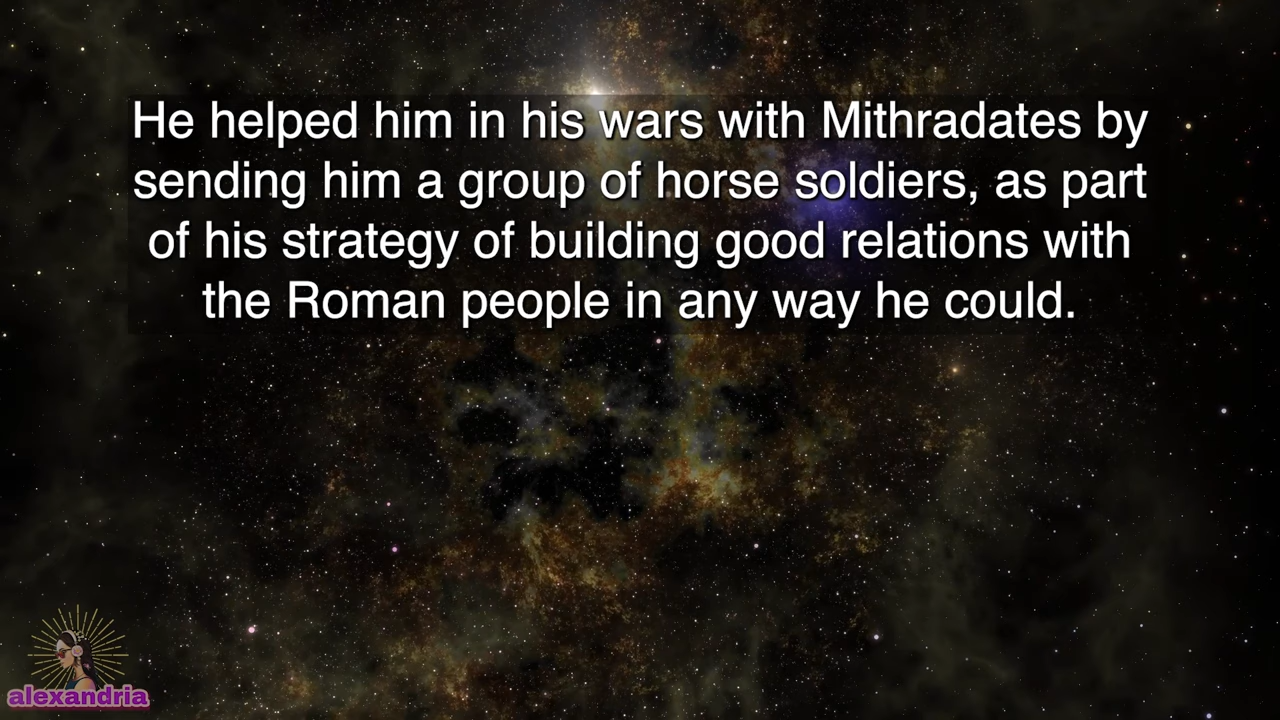 He helped him in his wars with Mithradates by
sending him a group of horse soldiers, as part
of his strategy of building good relations with
the Roman people in any way he could.
alexandria